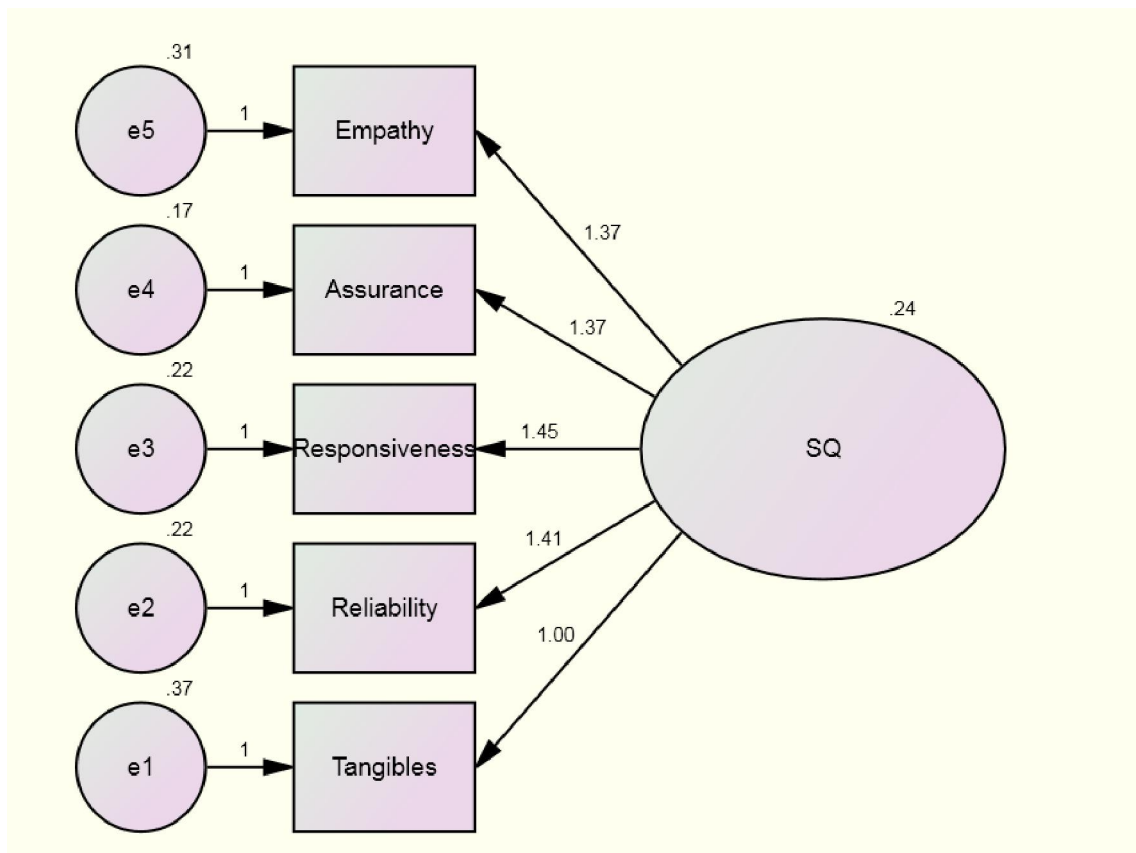 .31
e5
1
Empathy
1.37
.17
e4
1
Assurance
1.37
.24
.22
e3
1
Responsiveness
1.45
SQ
.22
e2
1
Reliability
1.41
.37
e1
1
Tangibles
1.00